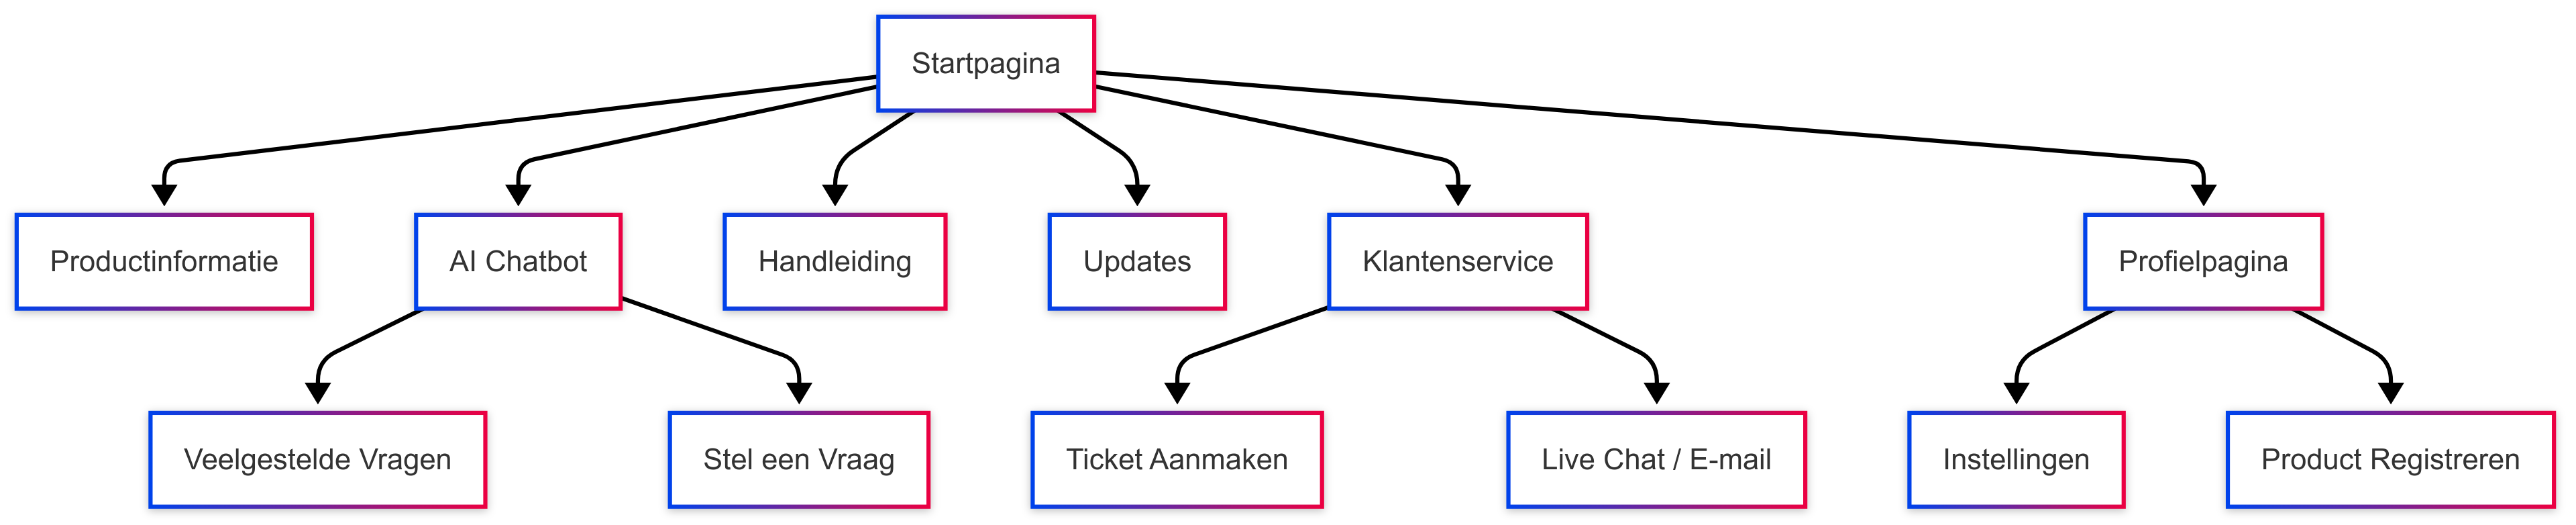 Startpagina
Productinformatie
AI Chatbot
Handleiding
Updates
Klantenservice
Profielpagina
Veelgestelde Vragen
Stel een Vraag
Ticket Aanmaken
Live Chat / E-mail
Instellingen
Product Registreren